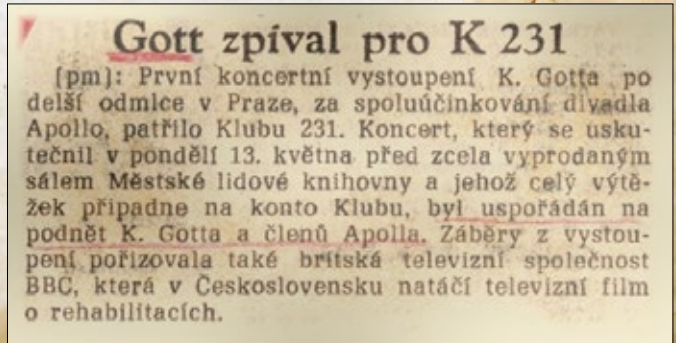 Gott zpíval pro K 231
[pm]: První koncertní vystoupení K. Gotta po
delší odmlce v Praze, za spoluúčinkování divadla
Apollo, patřilo Klubu 231. Koncert, který se usku-
tečnil v pondělí 13. května před zcela vyprodaným
sálem Městské lidové knihovny a jehož celý výtě-
žek připadne na konto Klubu, byl uspořádán na
podnět K. Gotta a členů Apolla. Záběry z vystou-
pení pořizovala také britská televizní společnost
BBC, která v Československu natáčí televizní film
o rehabilitacích.